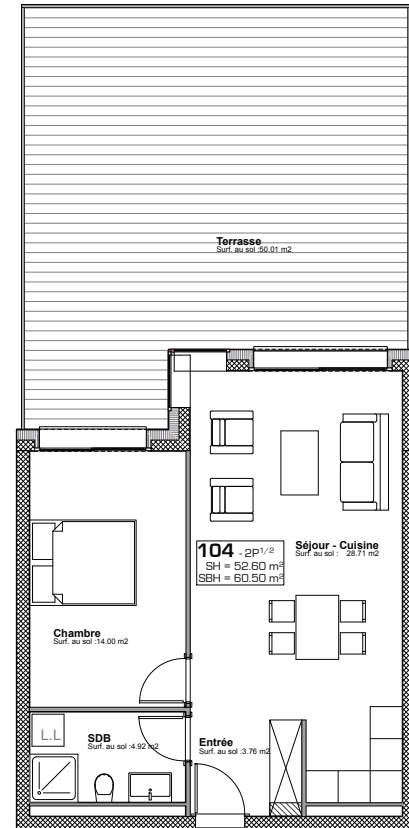 Terrasse
Surf. au sol :50.01 m2
104 - 2P1/2
SH = 52.60 m2
SBH = 60.50 m2
Séjour - Cuisine
Surf. au sol : 28.71 m2
Chambre
Surf. au sol :14.00 m2
L.L
SDB
Surf. au sol :4.92 m2
Entrée
Surf. au sol :3.76 m2